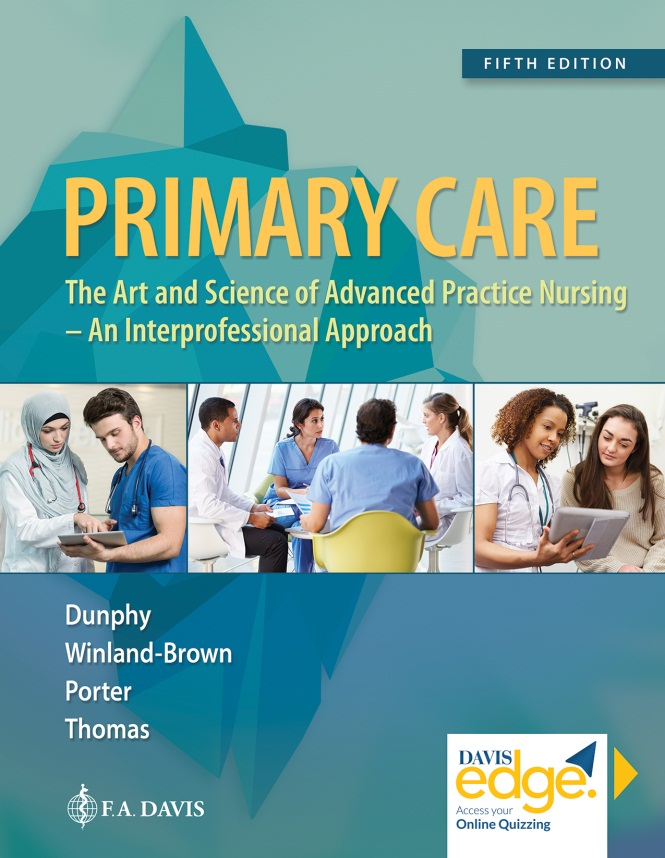 FIFTH EDITION
PRIMARY CARE
The Art and Science of Advanced Practice Nursing
– An Interprofessional Approach
Dunphy
Winland-Brown
Porter
Thomas
F.A. DAVIS
DAVIS
edge.
Access your
Online Quizzing